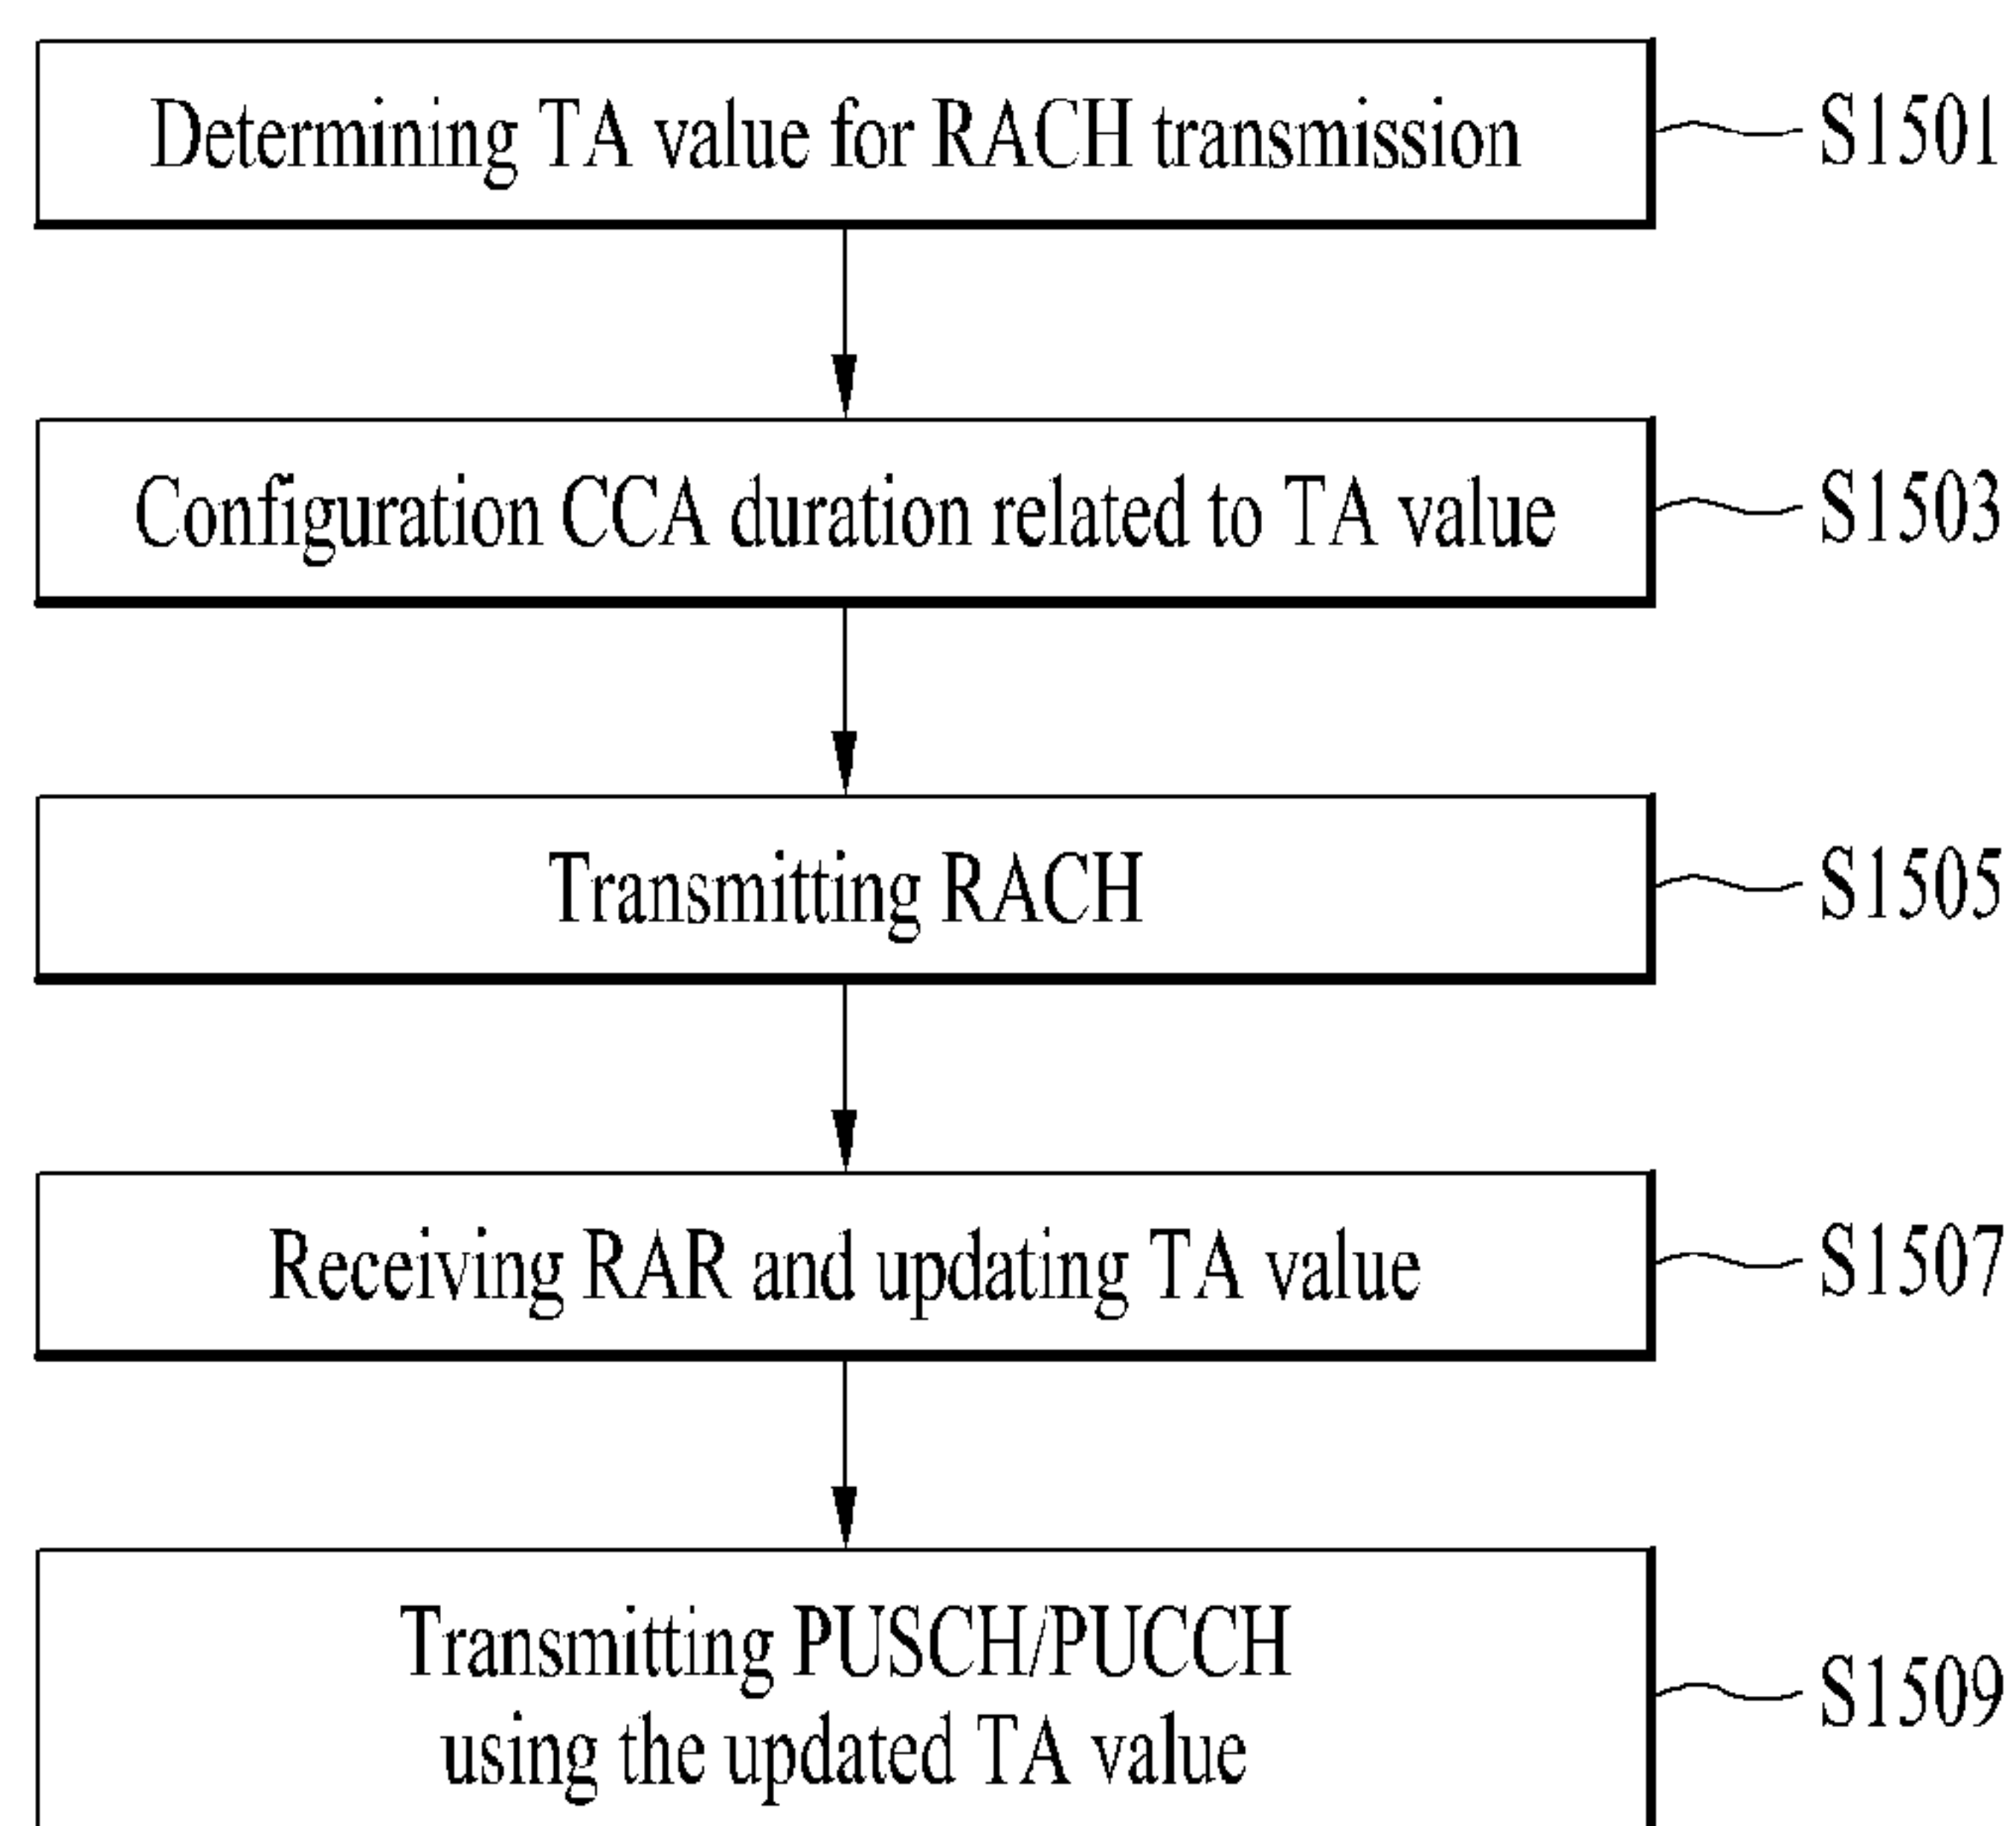 Determining TA value for RACH transmission
S1501
Configuration CCA duration related to TA value
S1503
Transmitting RACH
S1505
Receiving RAR and updating TA value
S1507
Transmitting PUSCH/PUCCH
using the updated TA value
S1509